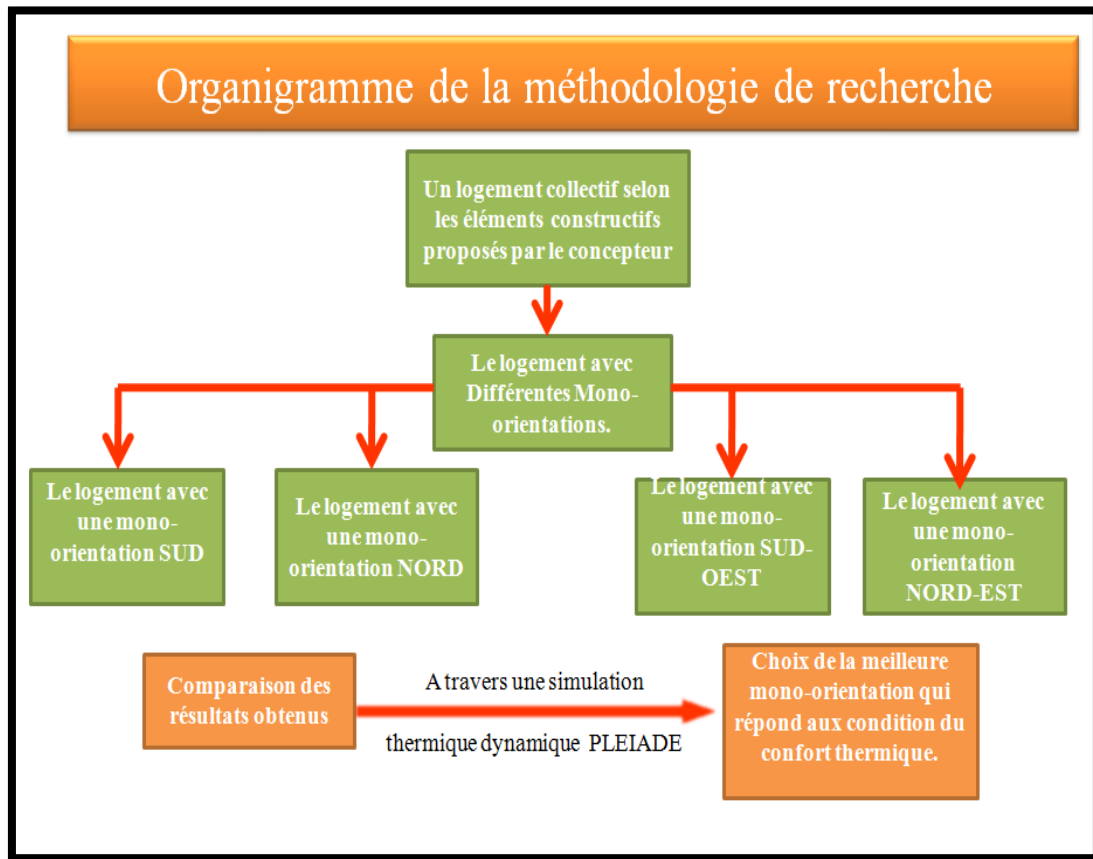 Organigramme de la méthodologie de recherche
Un logement collectif selon
les éléments constructifs
proposés par le concepteur
Le logement avec
Différentes Mono-
orientations.
Le logement avec
une mono-
orientation SUD
Le logement avec
une mono-
orientation NORD
Le logement avec
une mono-
orientation SUD-
OEST
Le logement avec
une mono-
orientation
NORD-EST
Comparaison des
résultats obtenus
A travers une simulation
thermique dynamique PLEIADE
Choix de la meilleure
mono-orientation qui
répond aux condition du
confort thermique.